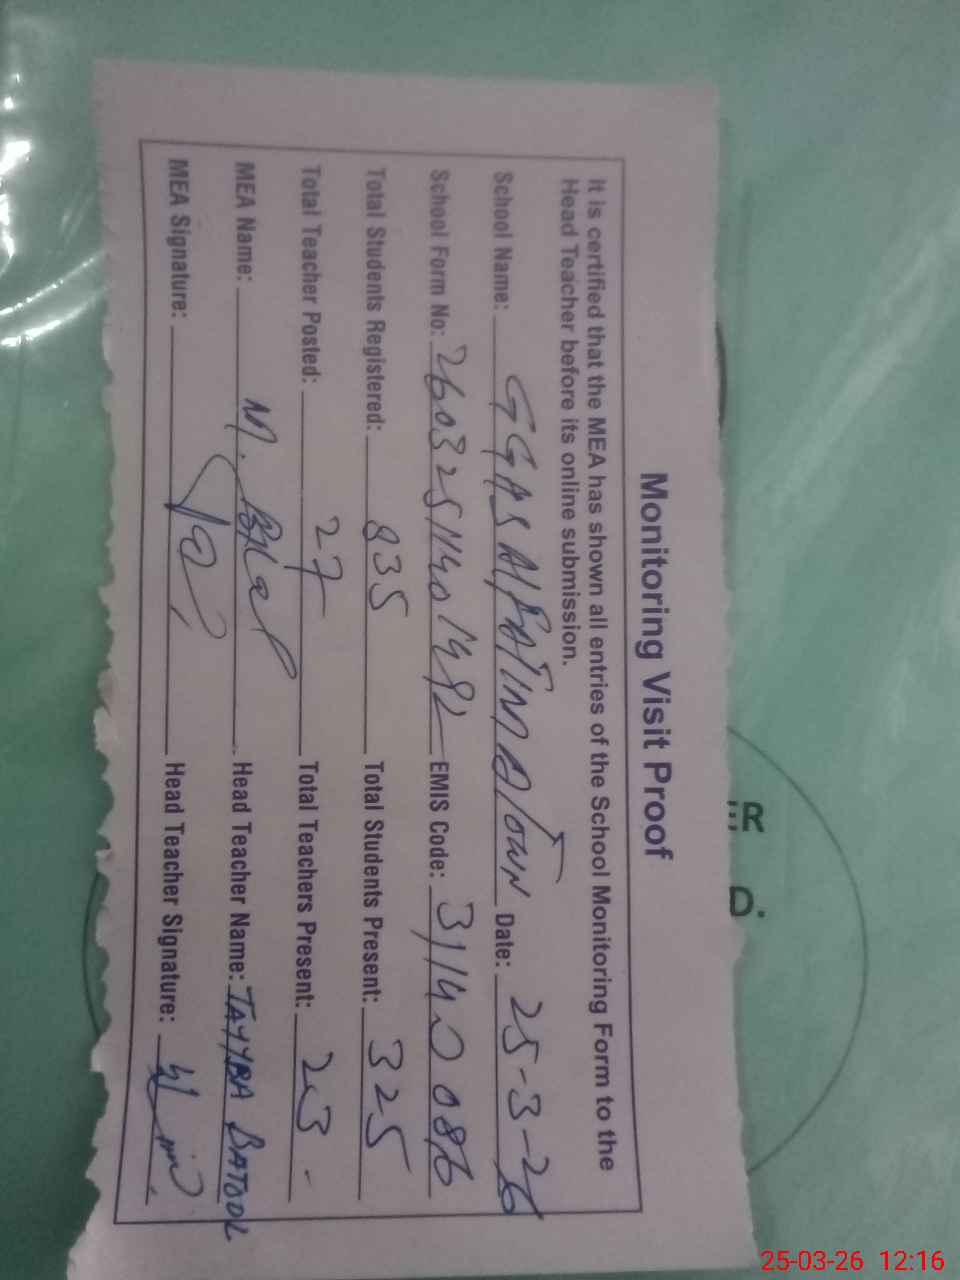 Monitoring Visit Proof
It is certified that the MEA has shown all entries of the School Monitoring Form to the
Head Teacher before its online submission.
School Name: Date: 25-3-26
School Form No: EMIS Code:
Total Students Registered: 835 Total Students Present: 325
Total Teacher Posted: 27 Total Teachers Present: 23
MEA Name: M. Bilal Head Teacher Name: TAYYBA BATOOL
MEA Signature: Head Teacher Signature:
ER
D.
25-03-26 12:16